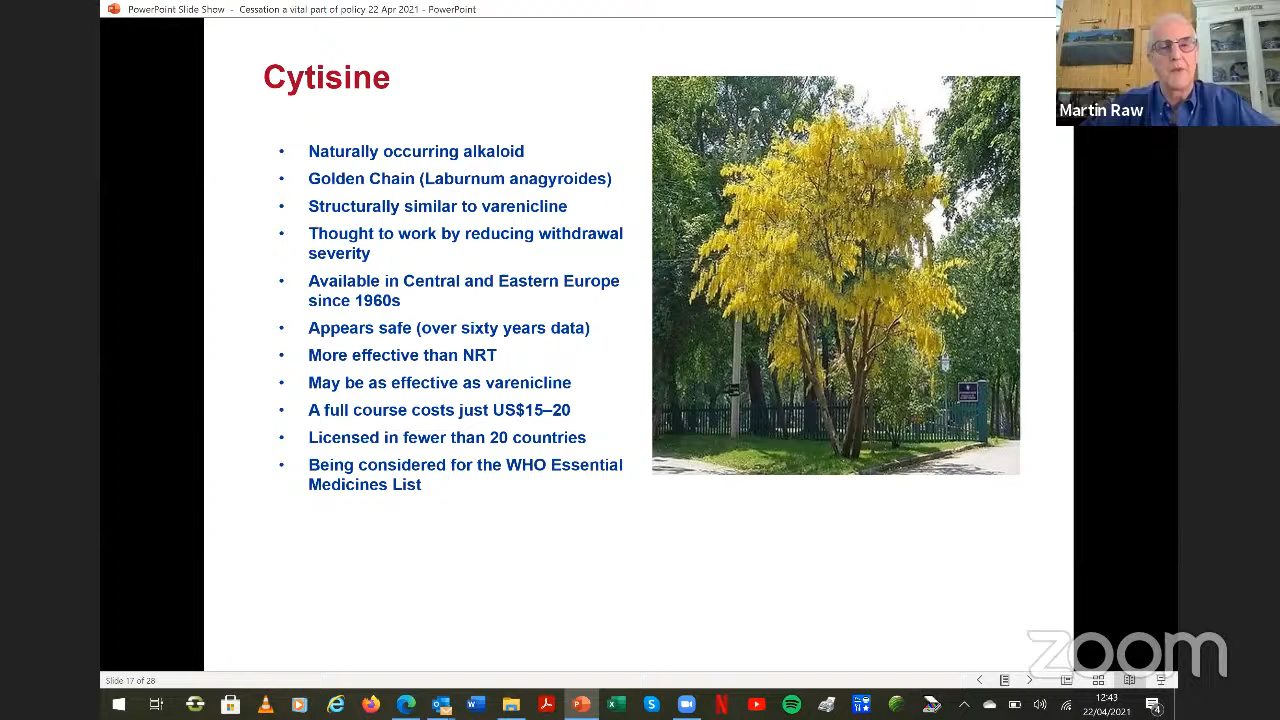 PowerPoint Slide Show - Cessation a vital part of policy 22 Apr 2021 - PowerPoint
Martin Raw
Cytisine
• Naturally occurring alkaloid
• Golden Chain (Laburnum anagyroides)
• Structurally similar to varenicline
• Thought to work by reducing withdrawal
severity
• Available in Central and Eastern Europe
since 1960s
• Appears safe (over sixty years data)
• More effective than NRT
• May be as effective as varenicline
• A full course costs just US$15–20
• Licensed in fewer than 20 countries
• Being considered for the WHO Essential
Medicines List
zoom
Slide 17 of 28
12:43
22/04/2021
4